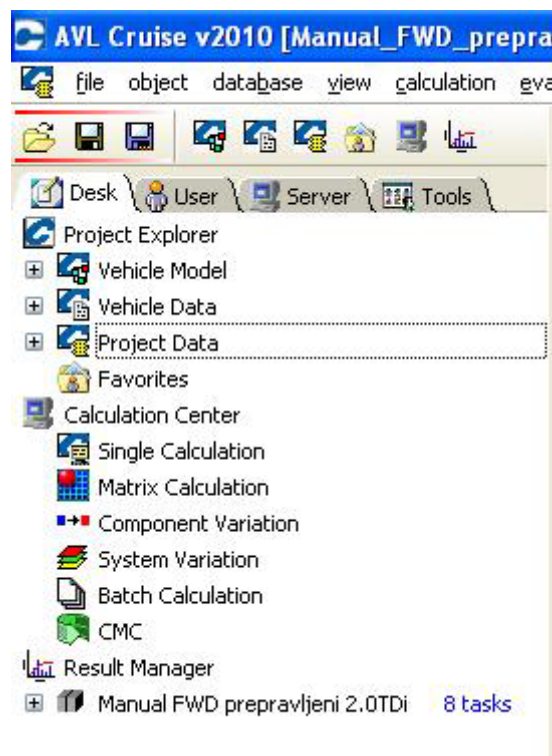 AVL Cruise v2010 [Manual_FWD_prepra
file object database view calculation eva
Desk User Server Tools
Project Explorer
Vehicle Model
Vehicle Data
Project Data
Favorites
Calculation Center
Single Calculation
Matrix Calculation
Component Variation
System Variation
Batch Calculation
CMC
Result Manager
Manual FWD prepravljeni 2.0TDi 8 tasks